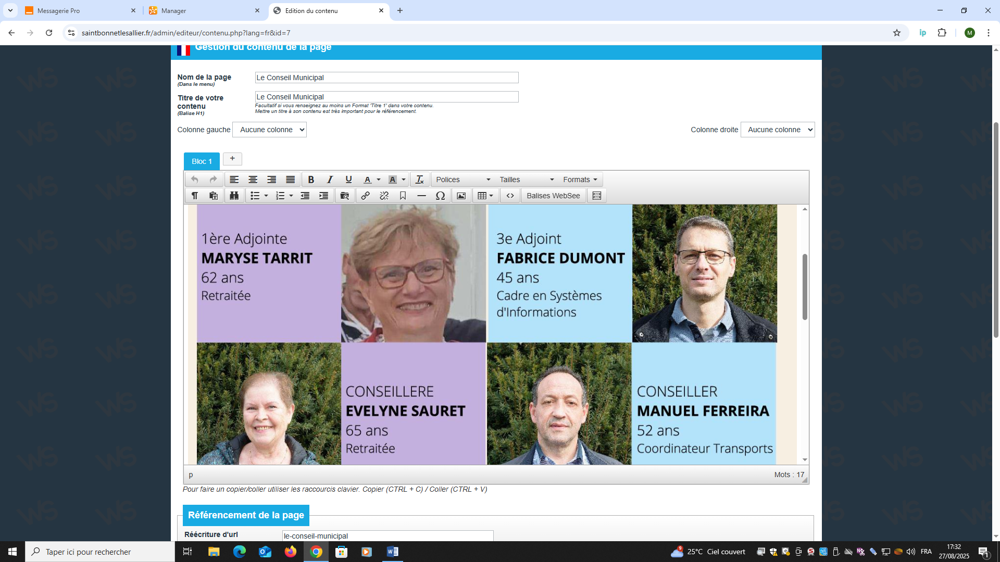 Messagerie Pro
Manager
Edition du contenu
saintbonnetlesallier.fr/admin/editeur/contenu.php?lang=fr&id=7
ip
M
Gestion du contenu de la page
Nom de la page
(Dans le menu)
Le Conseil Municipal
Titre de votre
contenu
(Balise H1)
Le Conseil Municipal
Facultatif si vous renseignez au moins un Format 'Titre 1' dans votre contenu.
Mettre un titre à son contenu est très important pour le référencement.
Colonne gauche
Aucune colonne
Colonne droite
Aucune colonne
Bloc 1
+
B I U A A Polices Tailles Formats
Balises WebSee
1ère Adjointe
MARYSE TARRIT
62 ans
Retraitée
3e Adjoint
FABRICE DUMONT
45 ans
Cadre en Systèmes
d'Informations
CONSEILLERE
EVELYNE SAURET
65 ans
Retraitée
CONSEILLER
MANUEL FERREIRA
52 ans
Coordinateur Transports
p
Mots : 17
Pour faire un copier/coller utiliser les raccourcis clavier. Copier (CTRL + C) / Coller (CTRL + V)
Référencement de la page
Réécriture d'url
le-conseil-municipal
Taper ici pour rechercher
9
25°C Ciel couvert
FRA
17:32
27/08/2025
1